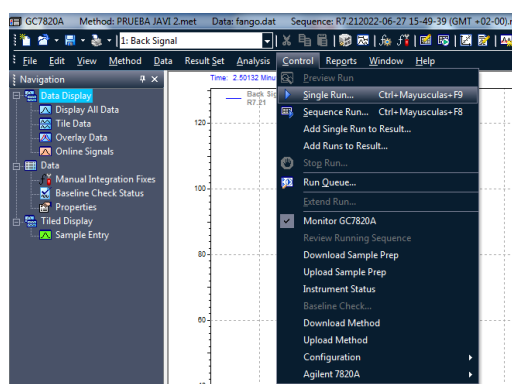 GC7820A Method: PRUEBA JAVI 2.met Data: fango.dat Sequence: R7.212022-06-27 15-49-39 (GMT +02-00).
1: Back Signal
File Edit View Method Data Result Set Analysis Control Reports Window Help
Navigation
Data Display
Display All Data
Tile Data
Overlay Data
Online Signals
Data
Manual Integration Fixes
Baseline Check Status
Properties
Tiled Display
Sample Entry
Time: 2.50132 Minu
Back Sig
R7.21
120
100
80
60
Preview Run
Single Run... Ctrl+Mayusculas+F9
Sequence Run... Ctrl+Mayusculas+F8
Add Single Run to Result...
Add Runs to Result...
Stop Run...
Run Queue...
Extend Run...
Monitor GC7820A
Review Running Sequence
Download Sample Prep
Upload Sample Prep
Instrument Status
Baseline Check...
Download Method
Upload Method
Configuration
Agilent 7820A